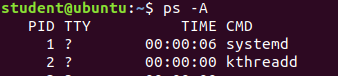 student@ubuntu:~$ ps -A
PID TTY TIME CMD
1 ? 00:00:06 systemd
2 ? 00:00:00 kthreadd